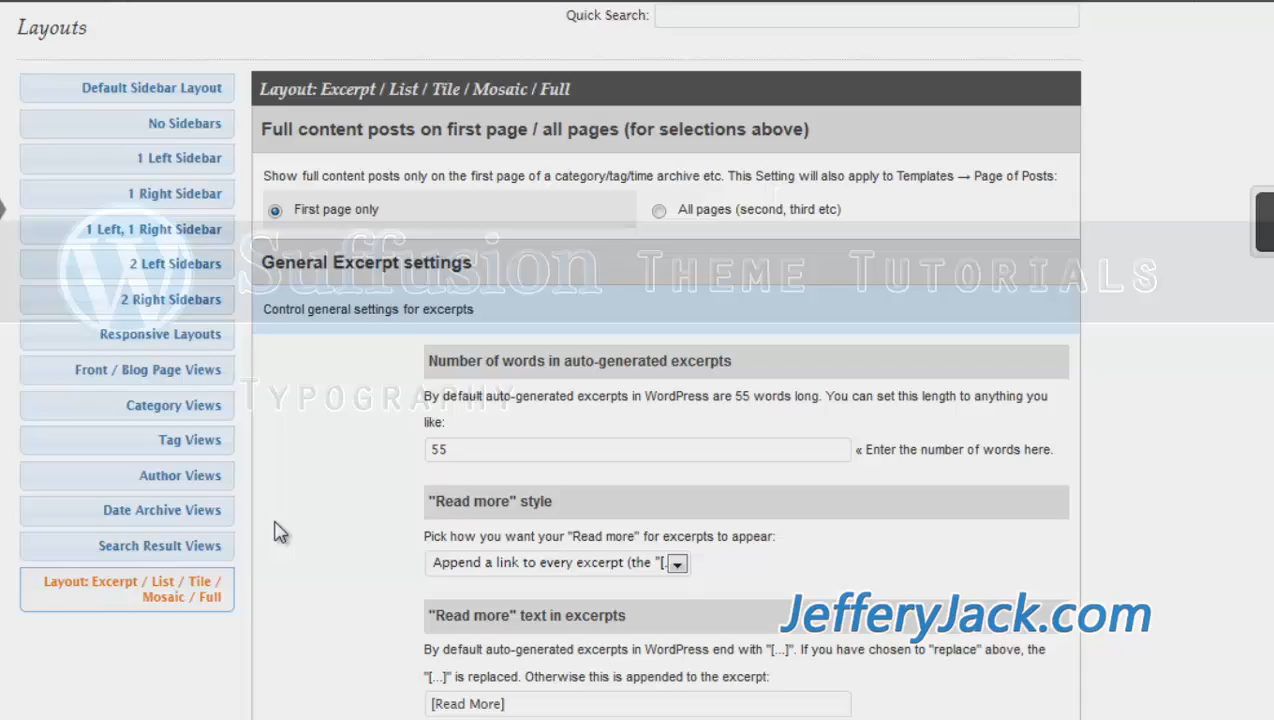 Quick Search:
Layouts
Default Sidebar Layout
No Sidebars
1 Left Sidebar
1 Right Sidebar
1 Left, 1 Right Sidebar
2 Left Sidebars
2 Right Sidebars
Responsive Layouts
Front / Blog Page Views
Category Views
Tag Views
Author Views
Date Archive Views
Search Result Views
Layout: Excerpt / List / Tile /
Mosaic / Full
Layout: Excerpt / List / Tile / Mosaic / Full
Full content posts on first page / all pages (for selections above)
Show full content posts only on the first page of a category/tag/time archive etc. This Setting will also apply to Templates → Page of Posts:
First page only
All pages (second, third etc)
Suffusion Theme Tutorials
General Excerpt settings
Control general settings for excerpts
Number of words in auto-generated excerpts
Typography
By default auto-generated excerpts in WordPress are 55 words long. You can set this length to anything you
like:
55
« Enter the number of words here.
"Read more" style
Pick how you want your "Read more" for excerpts to appear:
Append a link to every excerpt (the "[.
"Read more" text in excerpts
JefferyJack.com
By default auto-generated excerpts in WordPress end with "[...]". If you have chosen to "replace" above, the
"[...]" is replaced. Otherwise this is appended to the excerpt:
[Read More]